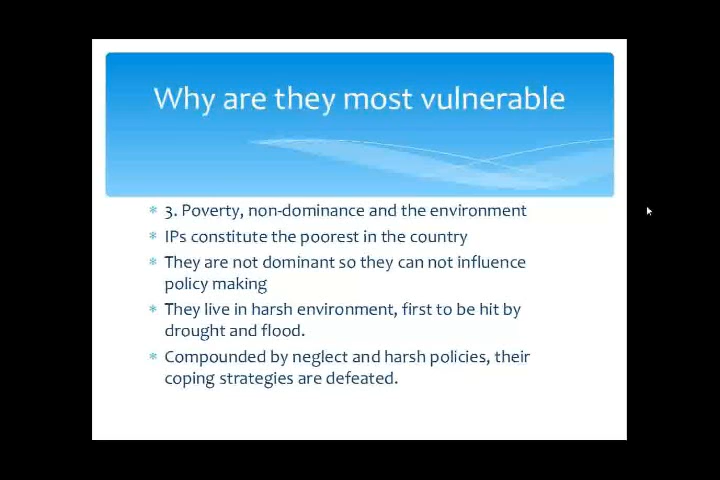 Why are they most vulnerable
* 3. Poverty, non-dominance and the environment
* IPs constitute the poorest in the country
* They are not dominant so they can not influence
policy making
* They live in harsh environment, first to be hit by
drought and flood.
* Compounded by neglect and harsh policies, their
coping strategies are defeated.